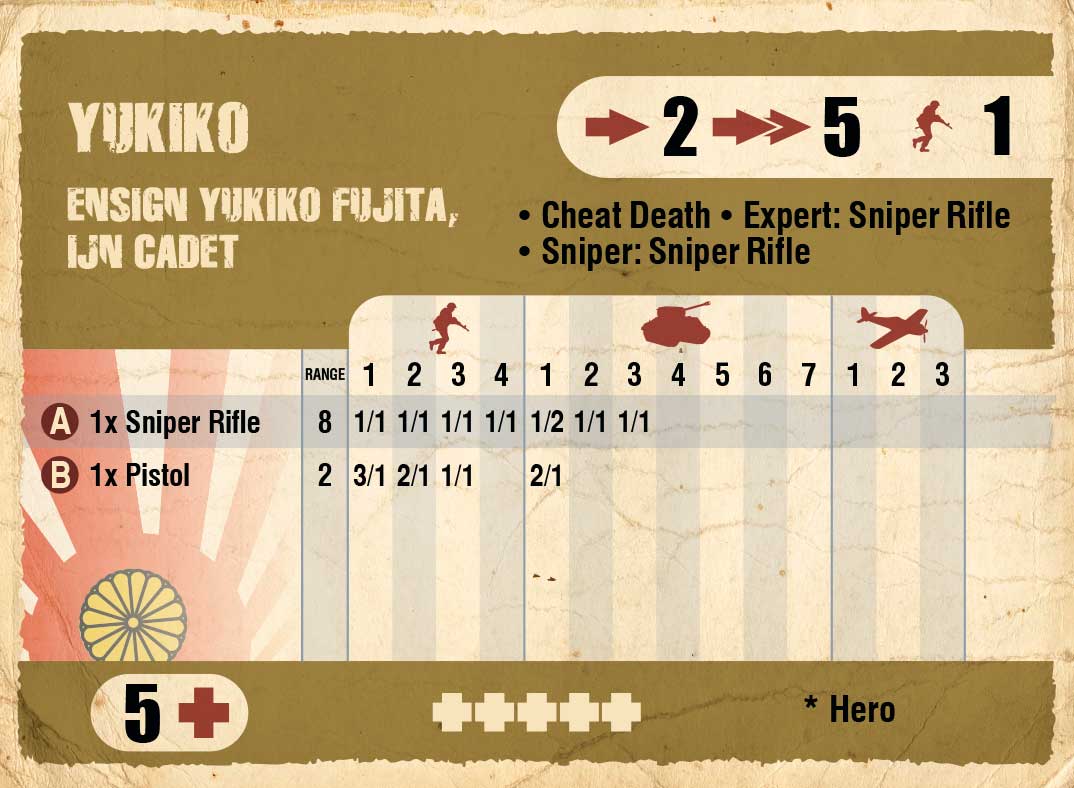 YUKIKO
2 5 1
ENSIGN YUKIKO FUJITA,
IJN CADET
• Cheat Death • Expert: Sniper Rifle
• Sniper: Sniper Rifle
RANGE 1 2 3 4 1 2 3 4 5 6 7 1 2 3
A 1x Sniper Rifle 8 1/1 1/1 1/1 1/1 1/2 1/1 1/1
B 1x Pistol 2 3/1 2/1 1/1 2/1
5
* Hero